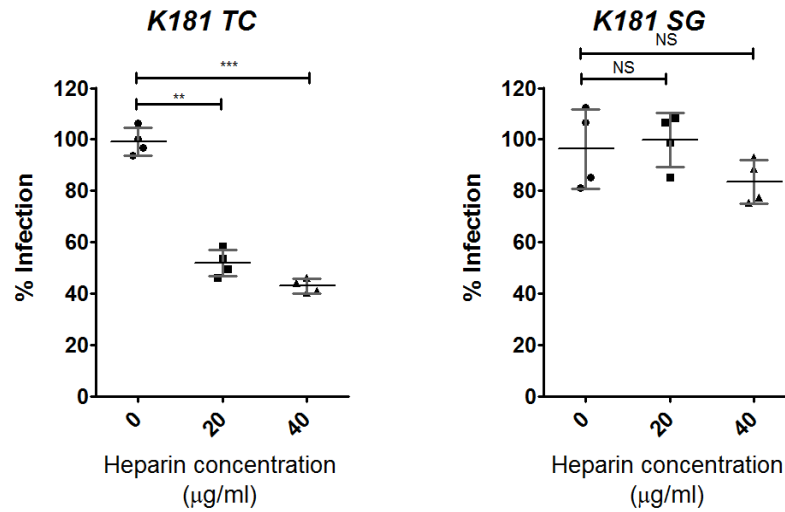 K181 TC
***
**
120
100
80
60
40
20
0
% Infection
0
20
40
Heparin concentration
(μg/ml)
K181 SG
NS
NS
120
100
80
60
40
20
0
% Infection
0
20
40
Heparin concentration
(μg/ml)